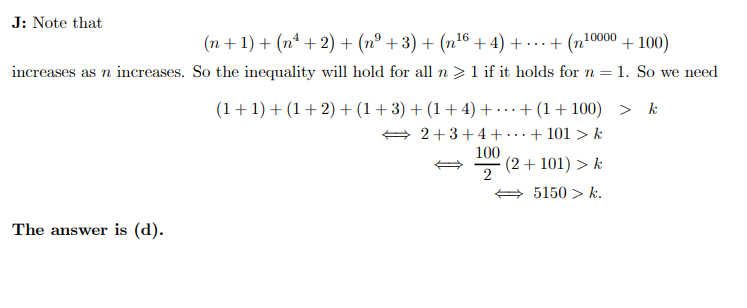 J: Note that
(n + 1) + (n⁴ + 2) + (n⁹ + 3) + (n¹⁶ + 4) + ··· + (n¹⁰⁰⁰⁰ + 100)
increases as n increases. So the inequality will hold for all n ⩾ 1 if it holds for n = 1. So we need
(1 + 1) + (1 + 2) + (1 + 3) + (1 + 4) + ··· + (1 + 100) > k
⟺ 2 + 3 + 4 + ··· + 101 > k
⟺ 100/2 (2 + 101) > k
⟺ 5150 > k.
The answer is (d).